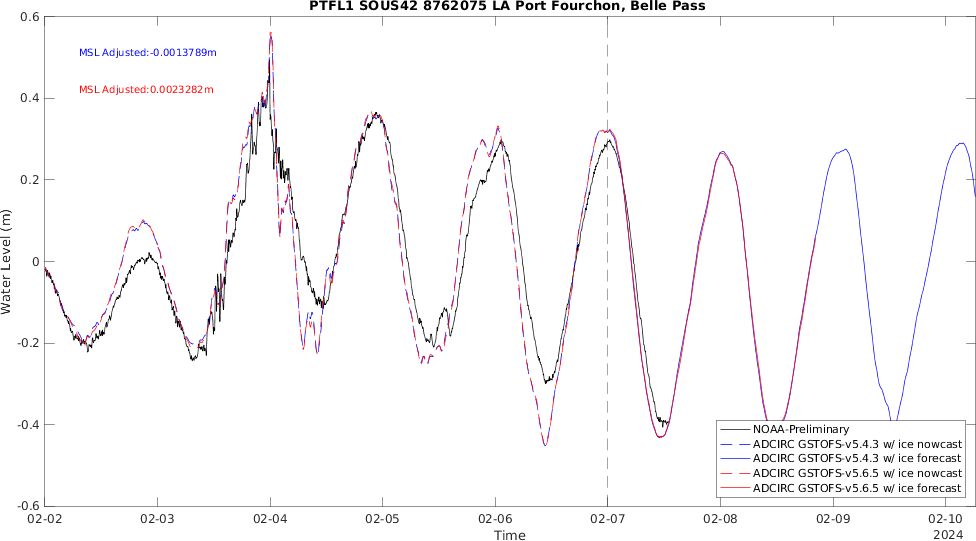 PTFL1 SOUS42 8762075 LA Port Fourchon, Belle Pass
0.6
MSL Adjusted:-0.0013789m
MSL Adjusted:0.0023282m
0.4
0.2
0
-0.2
-0.4
-0.6
Water Level (m)
NOAA-Preliminary
ADCIRC GSTOFS-v5.4.3 w/ ice nowcast
ADCIRC GSTOFS-v5.4.3 w/ ice forecast
ADCIRC GSTOFS-v5.6.5 w/ ice nowcast
ADCIRC GSTOFS-v5.6.5 w/ ice forecast
02-02 02-03 02-04 02-05 02-06 02-07 02-08 02-09 02-10
Time 2024